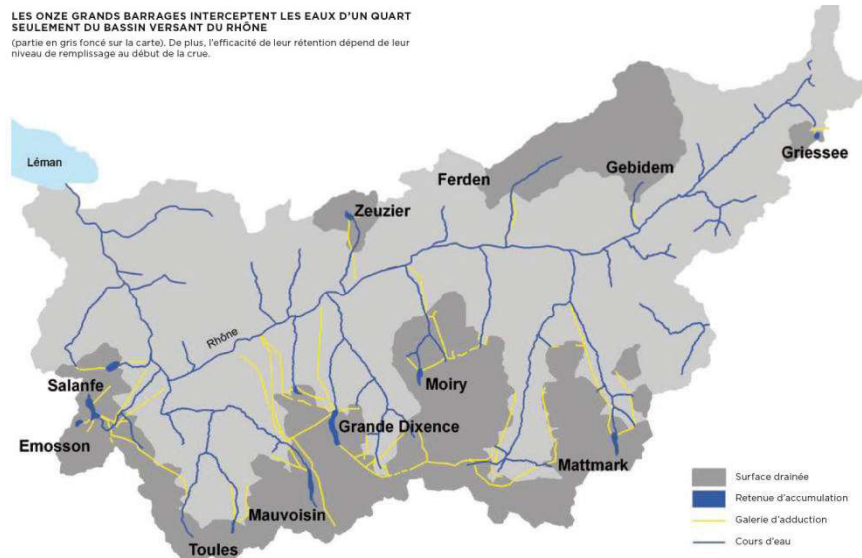 LES ONZE GRANDS BARRAGES INTERCEPTENT LES EAUX D'UN QUART
SEULEMENT DU BASSIN VERSANT DU RHÔNE
(partie en gris foncé sur la carte). De plus, l'efficacité de leur rétention dépend de leur
niveau de remplissage au début de la crue.
Léman
Griessee
Gebidem
Ferden
Zeuzier
Rhône
Salanfe
Moiry
Grande Dixence
Emosson
Mattmark
Mauvoisin
Toules
Surface drainée
Retenue d'accumulation
Galerie d'adduction
Cours d'eau